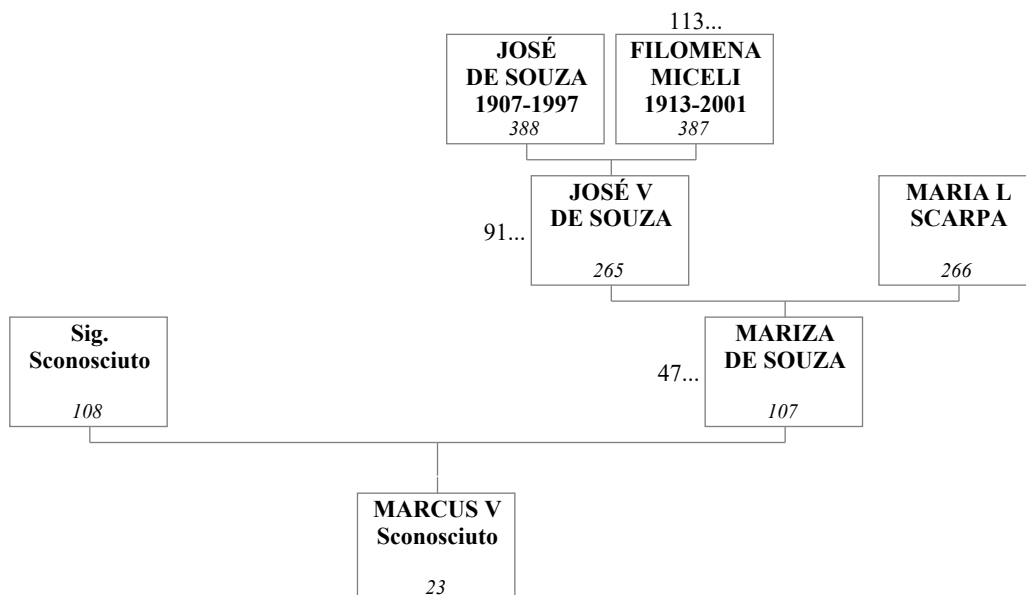 113...
JOSÉ
DE SOUZA
1907-1997
388
FILOMENA
MICELI
1913-2001
387
91...
JOSÉ V
DE SOUZA
265
MARIA L
SCARPA
266
Sig.
Sconosciuto
108
47...
MARIZA
DE SOUZA
107
MARCUS V
Sconosciuto
23